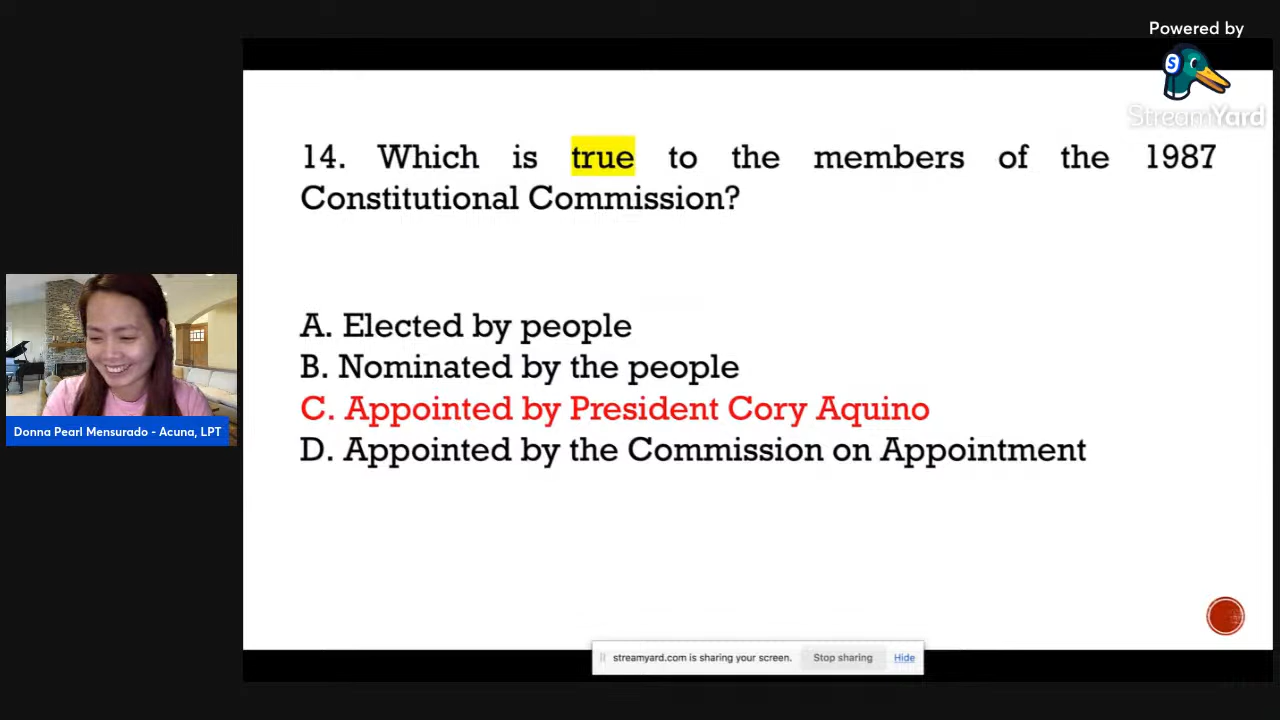 Powered by
StreamYard
14. Which is true to the members of the 1987
Constitutional Commission?
A. Elected by people
B. Nominated by the people
C. Appointed by President Cory Aquino
D. Appointed by the Commission on Appointment
Donna Pearl Mensurado - Acuna, LPT
streamyard.com is sharing your screen. Stop sharing Hide